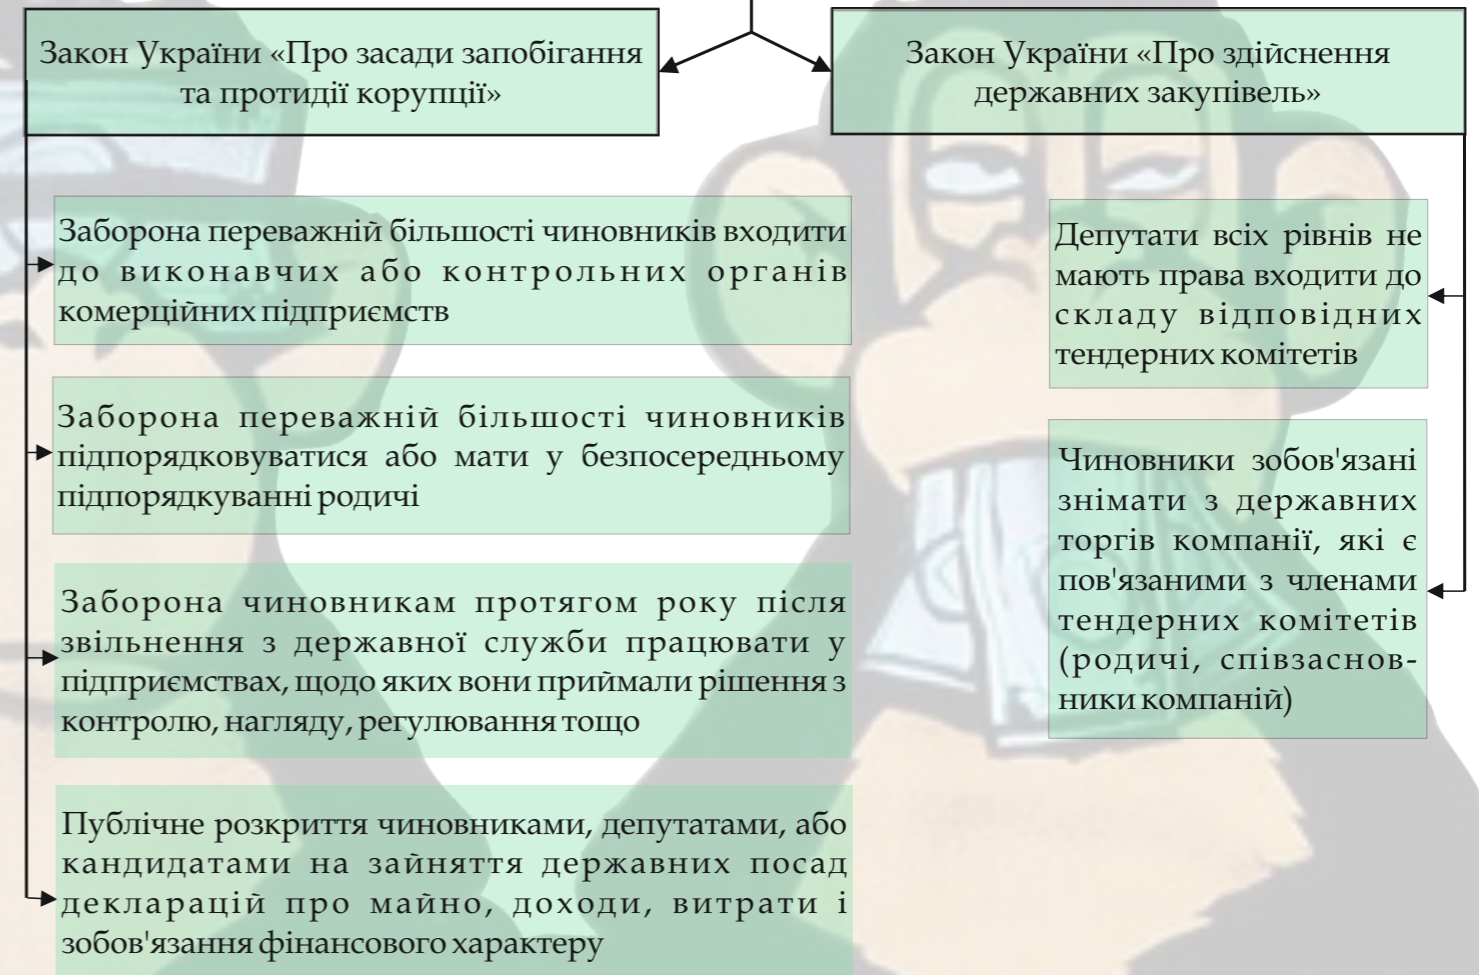 Закон України «Про засади запобігання
та протидії корупції»
Закон України «Про здійснення
державних закупівель»
Заборона переважній більшості чиновників входити
до виконавчих або контрольних органів
комерційних підприємств
Заборона переважній більшості чиновників
підпорядковуватися або мати у безпосередньому
підпорядкуванні родичі
Заборона чиновникам протягом року після
звільнення з державної служби працювати у
підприємствах, щодо яких вони приймали рішення з
контролю, нагляду, регулювання тощо
Публічне розкриття чиновниками, депутатами, або
кандидатами на зайняття державних посад
декларацій про майно, доходи, витрати і
зобов'язання фінансового характеру
Депутати всіх рівнів не
мають права входити до
складу відповідних
тендерних комітетів
Чиновники зобов'язані
знімати з державних
торгів компанії, які є
пов'язаними з членами
тендерних комітетів
(родичі, співзаснов-
ники компаній)